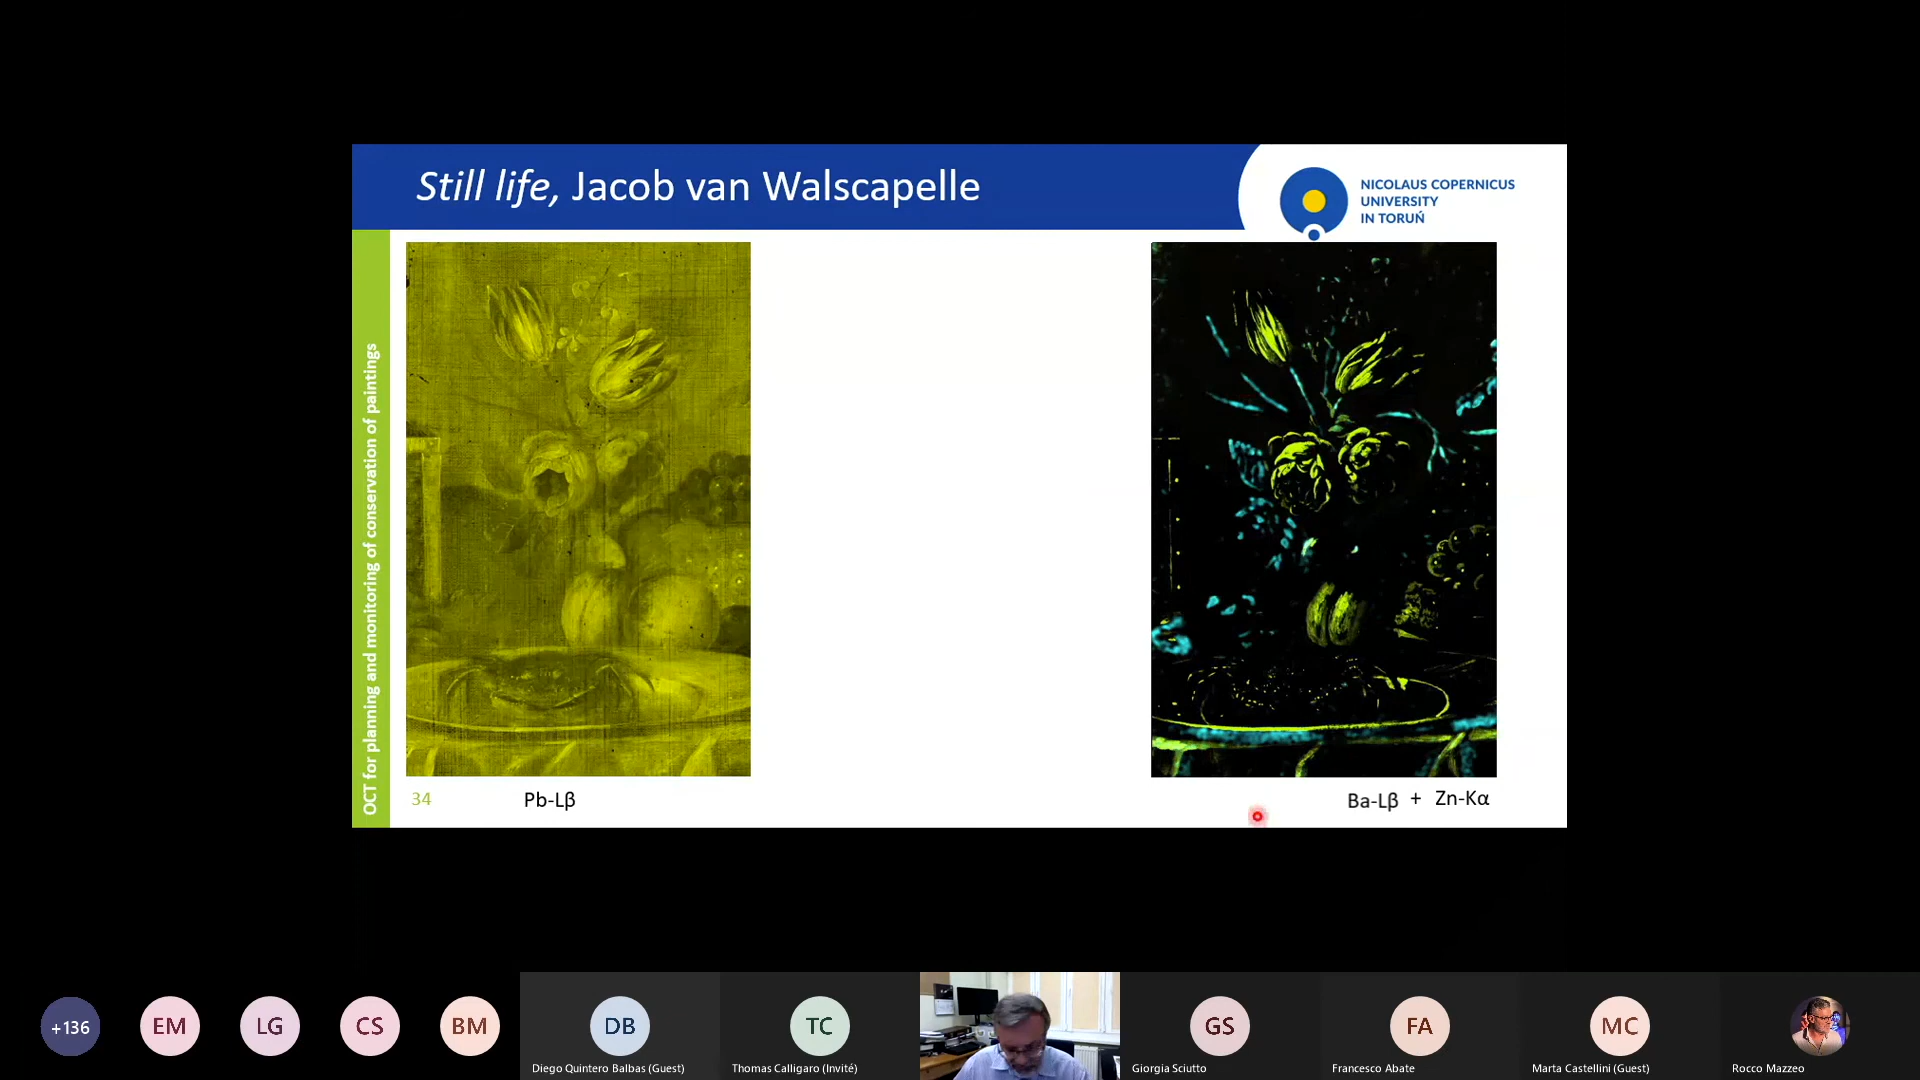 Still life, Jacob van Walscapelle
NICOLAUS COPERNICUS
UNIVERSITY
IN TORUŃ
OCT for planning and monitoring of conservation of paintings
34
Pb-Lβ
Ba-Lβ + Zn-Kα
+136
EM
LG
CS
BM
DB
Diego Quintero Balbas (Guest)
TC
Thomas Calligaro (Invité)
GS
Giorgia Sciutto
FA
Francesco Abate
MC
Marta Castellini (Guest)
Rocco Mazzeo